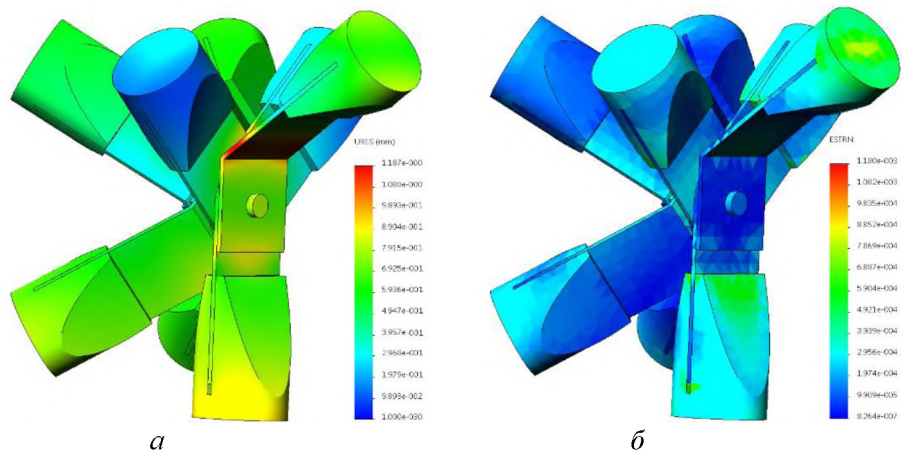 URES (mm)
1.187e-000
1.088e-000
9.893e-001
8.904e-001
7.915e-001
6.925e-001
5.936e-001
4.947e-001
3.957e-001
2.968e-001
1.979e-001
9.893e-002
1.000e-030
ESTRN
1.180e-003
1.082e-003
9.835e-004
8.852e-004
7.869e-004
6.887e-004
5.904e-004
4.921e-004
3.939e-004
2.956e-004
1.974e-004
9.909e-005
8.264e-007
а
б